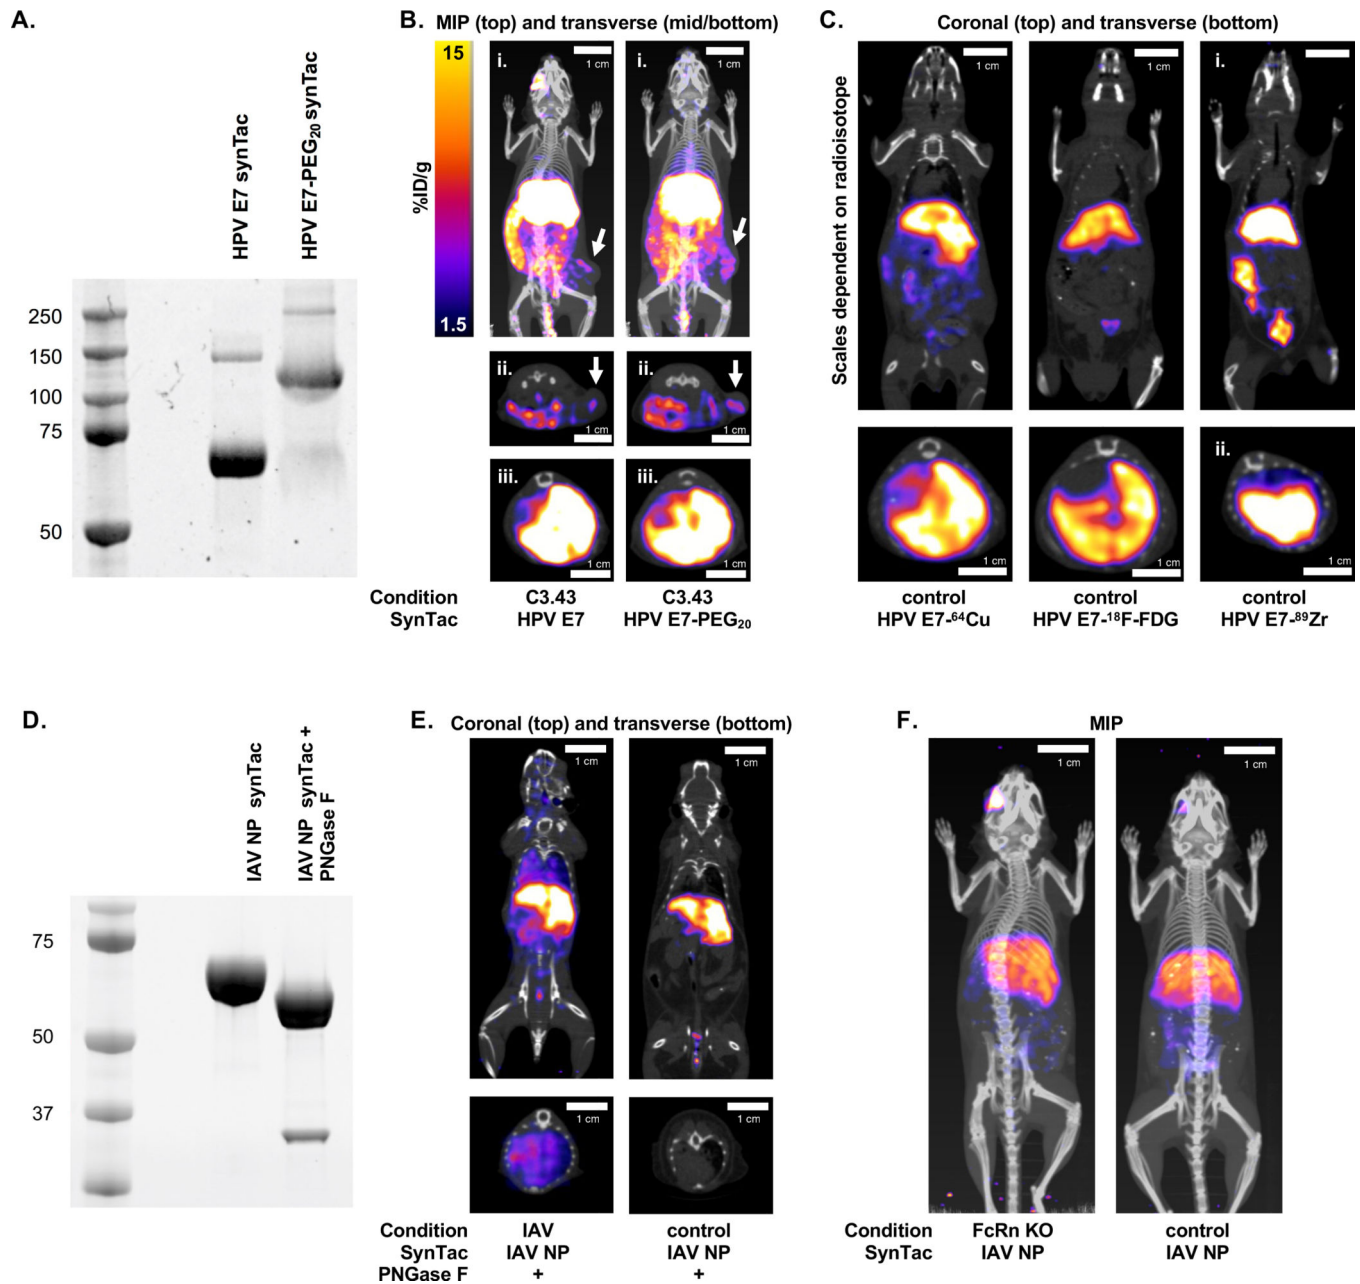 A.
HPV E7 synTac
HPV E7-PEG20 synTac
250
150
100
75
50
B. MIP (top) and transverse (mid/bottom)
15
%ID/g
1.5
i.
1 cm
i.
1 cm
ii.
1 cm
ii.
1 cm
iii.
1 cm
iii.
1 cm
Condition C3.43 C3.43
SynTac HPV E7 HPV E7-PEG20
C. Coronal (top) and transverse (bottom)
Scales dependent on radioisotope
1 cm
1 cm
i.
1 cm
1 cm
1 cm
ii.
1 cm
control control control
HPV E7-64Cu HPV E7-18F-FDG HPV E7-89Zr
D.
IAV NP synTac
IAV NP synTac +
PNGase F
75
50
37
E. Coronal (top) and transverse (bottom)
1 cm
1 cm
1 cm
1 cm
Condition IAV control
SynTac IAV NP IAV NP
PNGase F + +
F. MIP
1 cm
1 cm
Condition FcRn KO control
SynTac IAV NP IAV NP